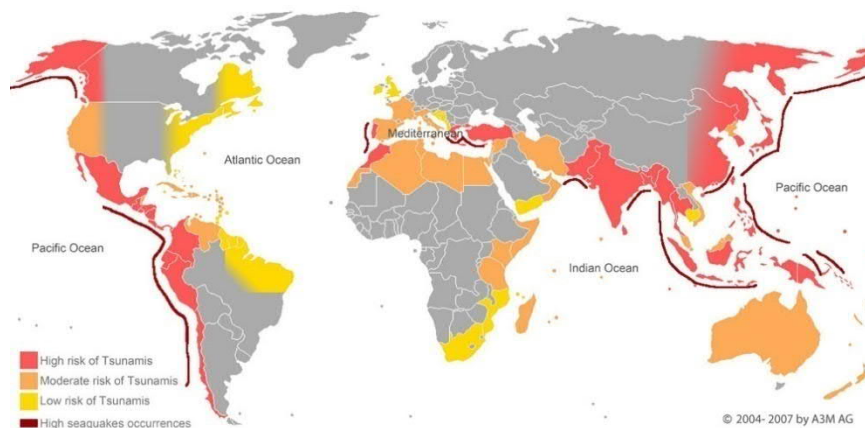 Mediterranean
Atlantic Ocean
Pacific Ocean
Pacific Ocean
Indian Ocean
High risk of Tsunamis
Moderate risk of Tsunamis
Low risk of Tsunamis
High seaquakes occurrences
© 2004- 2007 by A3M AG